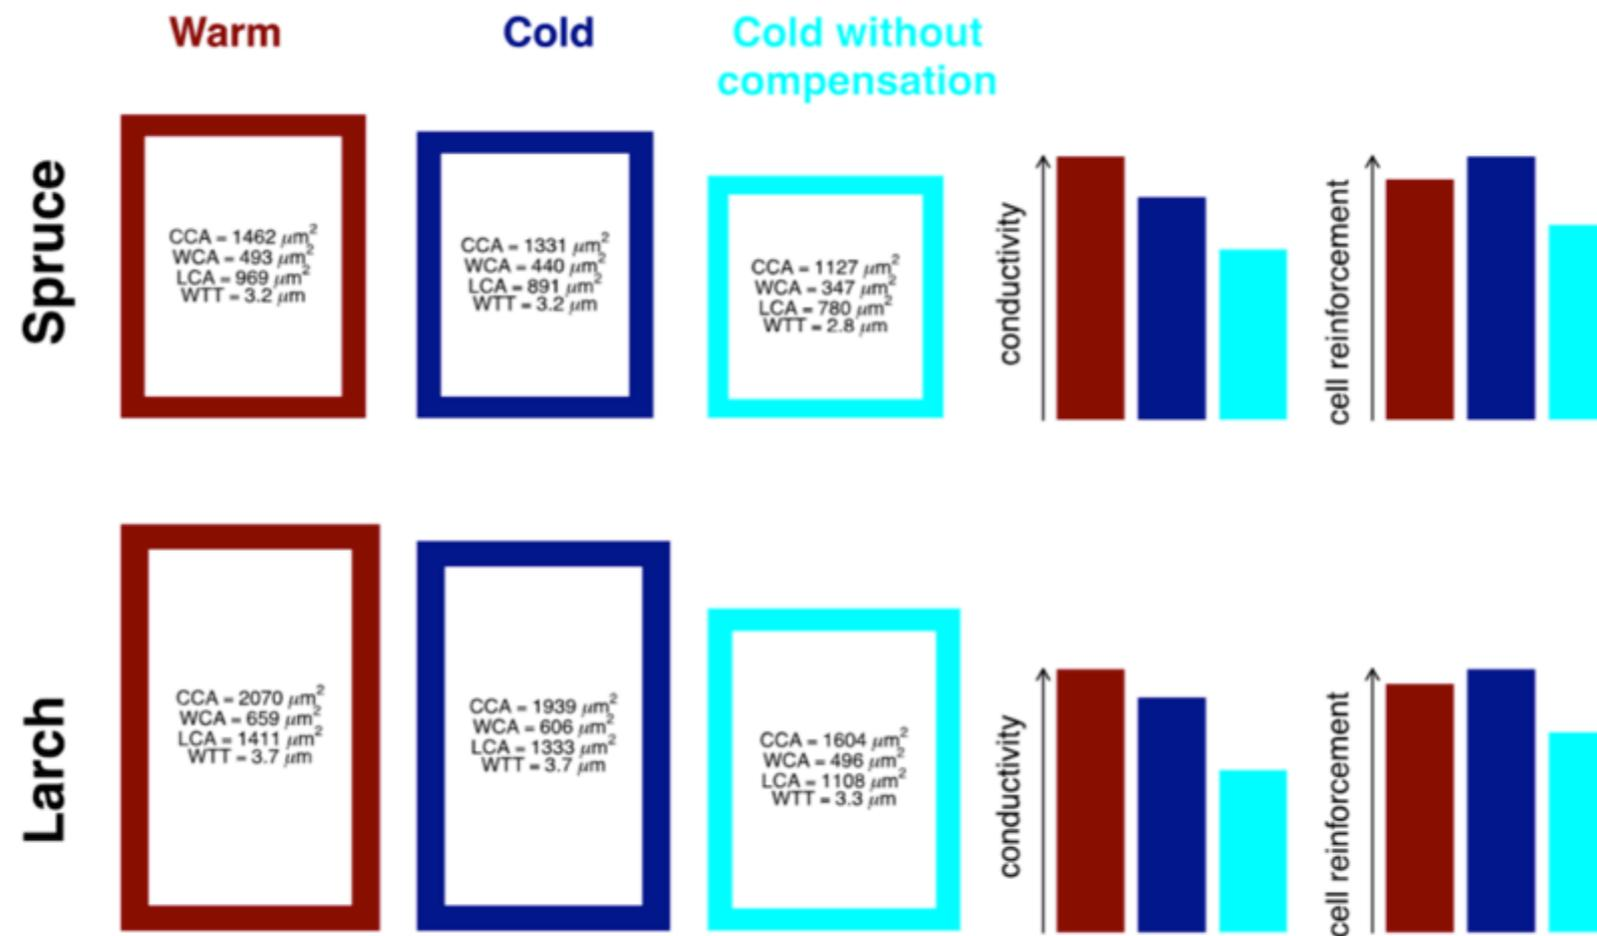 Warm
Cold
Cold without
compensation
Spruce
CCA = 1462 μm²
WCA = 493 μm²
LCA = 969 μm²
WTT = 3.2 μm
CCA = 1331 μm²
WCA = 440 μm²
LCA = 891 μm²
WTT = 3.2 μm
CCA = 1127 μm²
WCA = 347 μm²
LCA = 780 μm²
WTT = 2.8 μm
conductivity
cell reinforcement
Larch
CCA = 2070 μm²
WCA = 659 μm²
LCA = 1411 μm²
WTT = 3.7 μm
CCA = 1939 μm²
WCA = 606 μm²
LCA = 1333 μm²
WTT = 3.7 μm
CCA = 1604 μm²
WCA = 496 μm²
LCA = 1108 μm²
WTT = 3.3 μm
conductivity
cell reinforcement